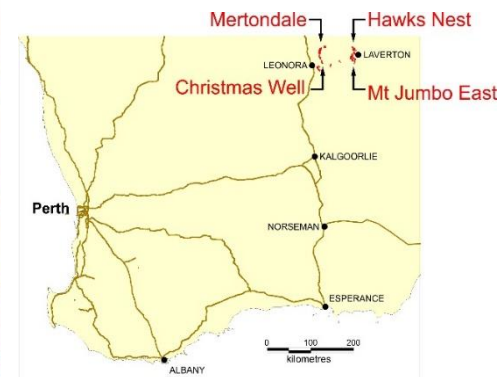 Mertondale
Hawks Nest
LEONORA
LAVERTON
Christmas Well
Mt Jumbo East
KALGOORLIE
Perth
NORSEMAN
ESPERANCE
0 100 200
kilometres
ALBANY